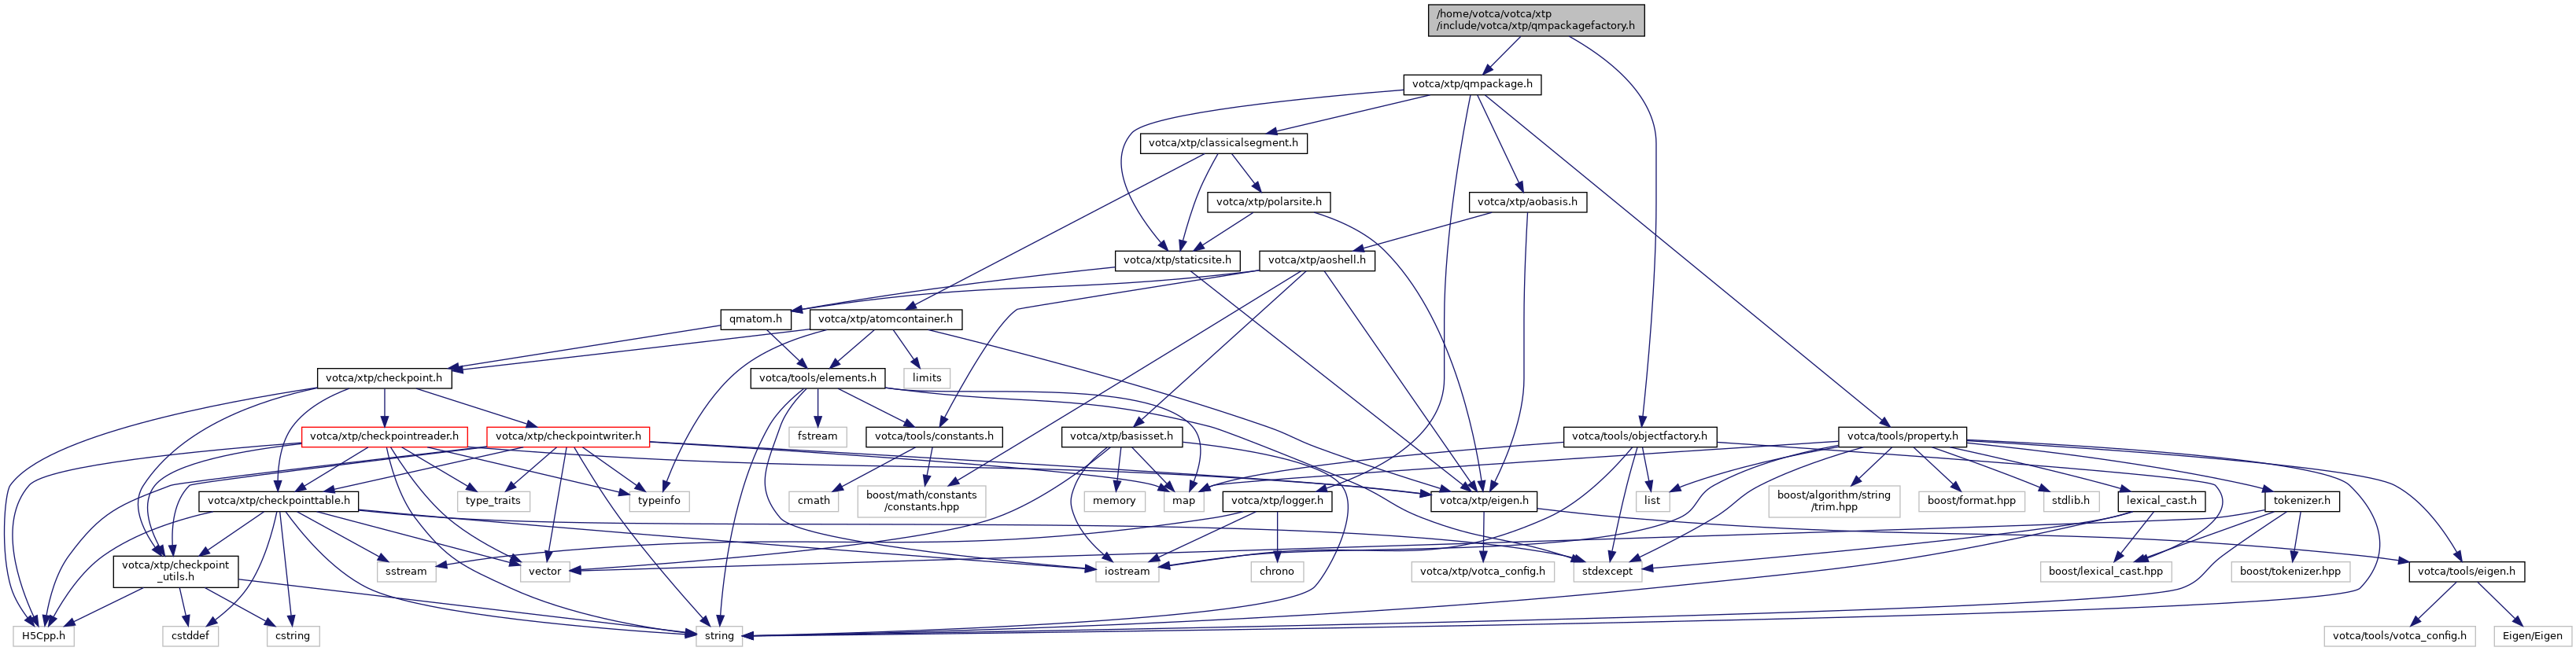 /home/votca/votca/xtp
/include/votca/xtp/qmpackagefactory.h
votca/xtp/qmpackage.h
votca/xtp/classicalsegment.h
votca/xtp/polarsite.h
votca/xtp/aobasis.h
votca/xtp/staticsite.h
votca/xtp/aoshell.h
qmatom.h
votca/xtp/atomcontainer.h
votca/xtp/checkpoint.h
votca/tools/elements.h
limits
votca/xtp/checkpointreader.h
votca/xtp/checkpointwriter.h
fstream
votca/tools/constants.h
votca/xtp/basisset.h
votca/tools/objectfactory.h
votca/tools/property.h
votca/xtp/checkpointtable.h
type_traits
typeinfo
cmath
boost/math/constants
/constants.hpp
memory
map
votca/xtp/logger.h
votca/xtp/eigen.h
list
boost/algorithm/string
/trim.hpp
boost/format.hpp
stdlib.h
lexical_cast.h
tokenizer.h
votca/xtp/checkpoint
_utils.h
sstream
vector
iostream
chrono
votca/xtp/votca_config.h
stdexcept
boost/lexical_cast.hpp
boost/tokenizer.hpp
votca/tools/eigen.h
H5Cpp.h
cstddef
cstring
string
votca/tools/votca_config.h
Eigen/Eigen